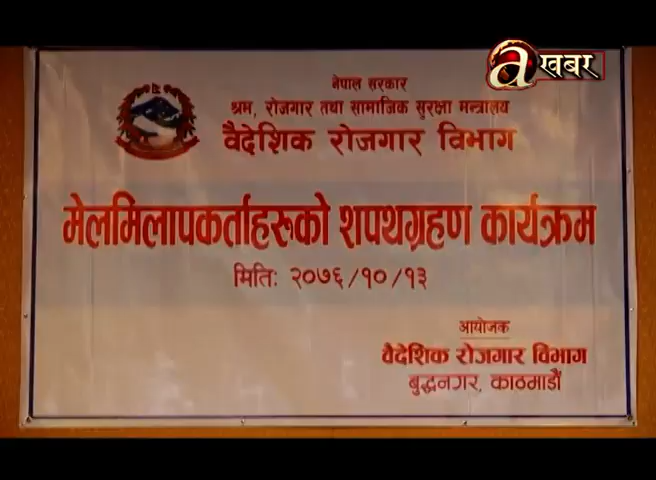 a खबर
नेपाल सरकार
श्रम, रोजगार तथा सामाजिक सुरक्षा मन्त्रालय
वैदेशिक रोजगार विभाग
मेलमिलापकर्ताहरुको शपथग्रहण कार्यक्रम
मितिः २०७६/१०/१३
आयोजक
वैदेशिक रोजगार विभाग
बुद्धनगर, काठमाडौं